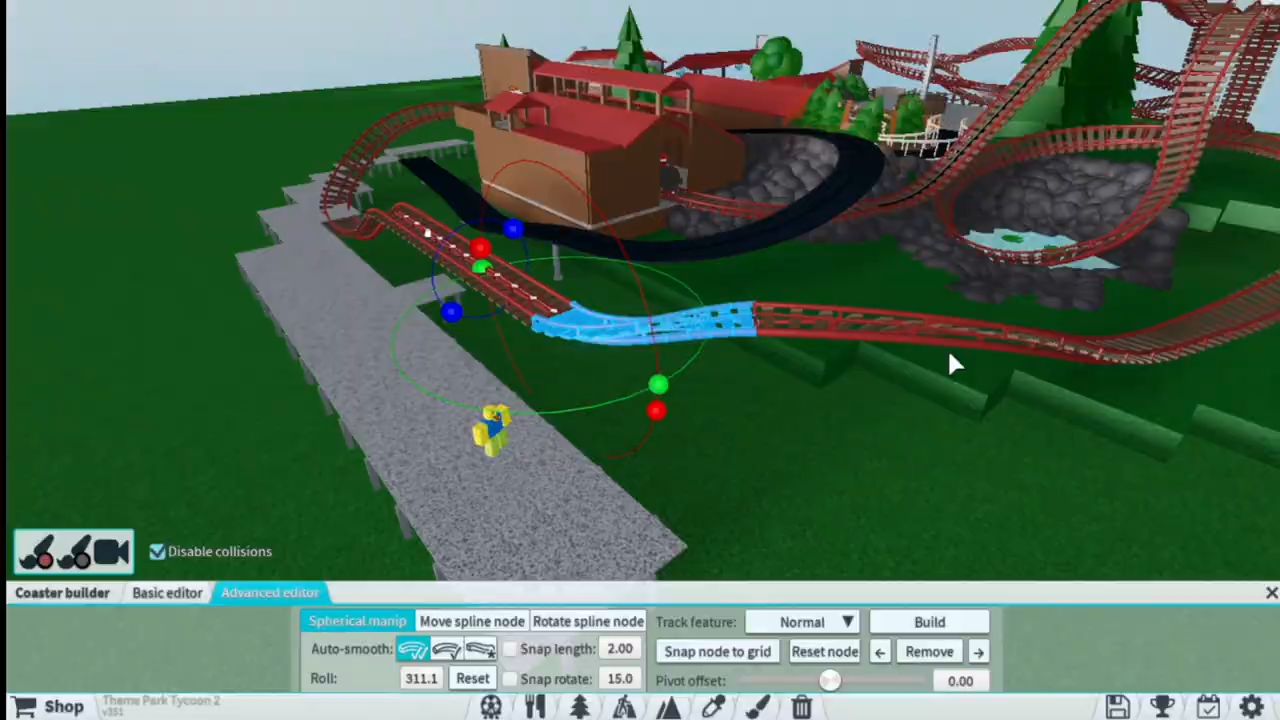 Disable collisions
Coaster builder Basic editor Advanced editor
Spherical manip Move spline node Rotate spline node Track feature: Normal Build
Auto-smooth: Snap length: 2.00 Snap node to grid Reset node Remove
Roll: 311.1 Reset Snap rotate: 15.0 Pivot offset: 0.00
Shop Theme Park Tycoon 2
v351